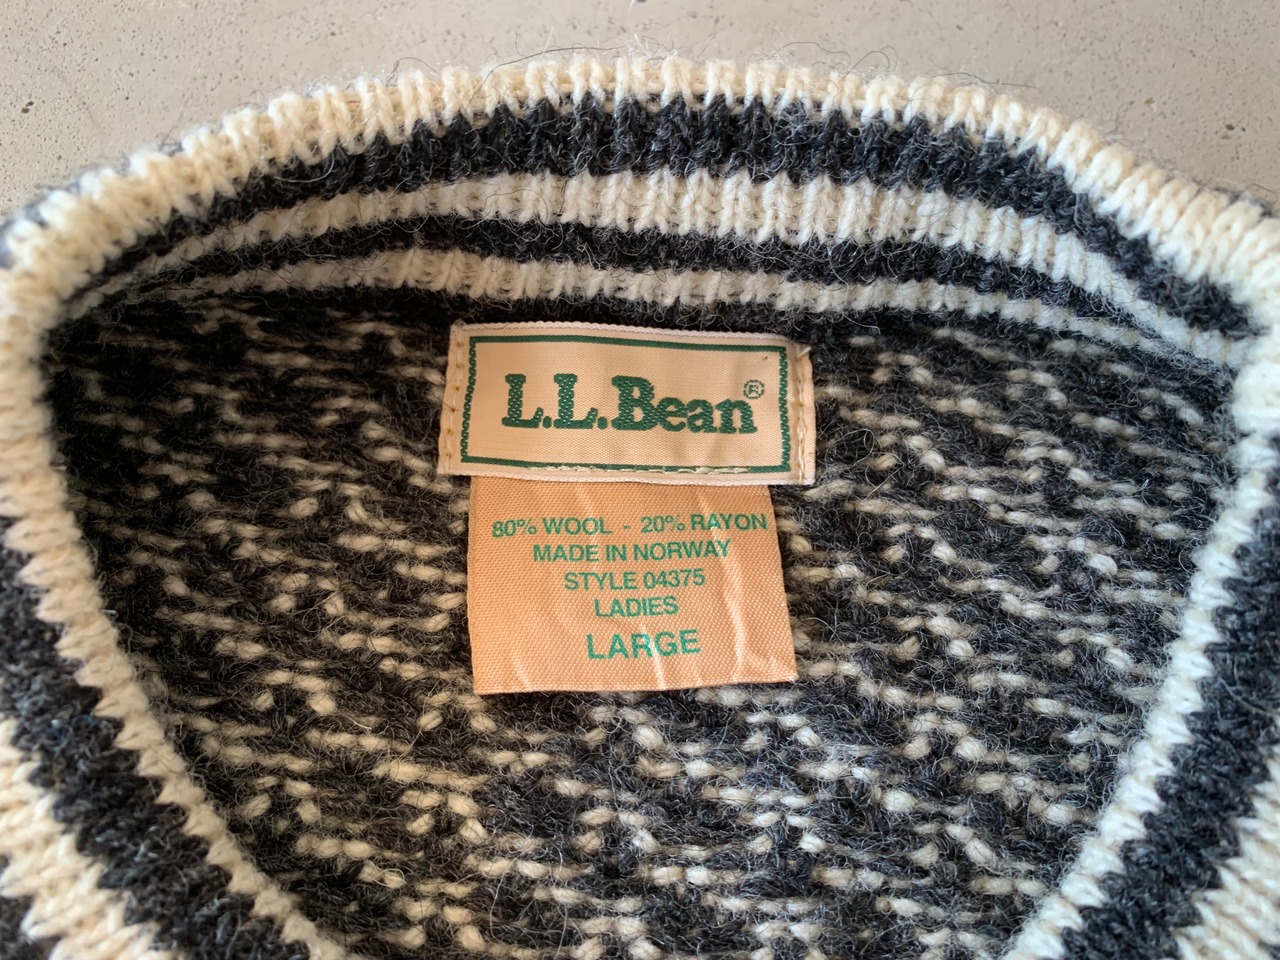 L.L.Bean®
80% WOOL - 20% RAYON
MADE IN NORWAY
STYLE 04375
LADIES
LARGE